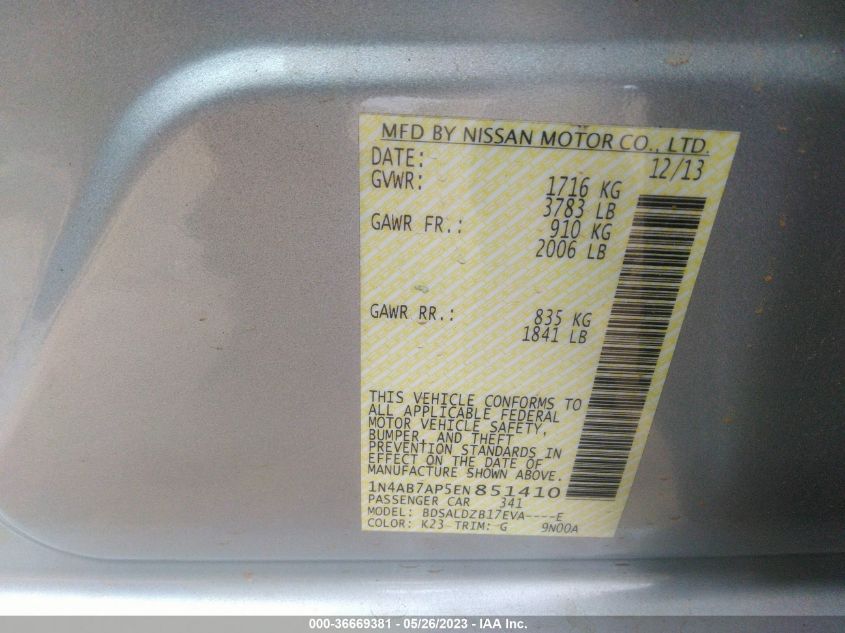 MFD BY NISSAN MOTOR CO., LTD.
DATE: 12/13
GVWR: 1716 KG
3783 LB
GAWR FR.: 910 KG
2006 LB
GAWR RR.: 835 KG
1841 LB
THIS VEHICLE CONFORMS TO
ALL APPLICABLE FEDERAL
MOTOR VEHICLE SAFETY,
BUMPER, AND THEFT
PREVENTION STANDARDS IN
EFFECT ON THE DATE OF
MANUFACTURE SHOWN ABOVE.
1N4AB7AP5EN851410
PASSENGER CAR 341
MODEL: BDSALDZB17EVA----E
COLOR: K23 TRIM: G 9N00A
000-36669381 - 05/26/2023 - IAA Inc.